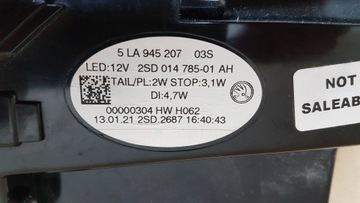 5 LA 945 207 03S
LED:12V 2SD 014 785-01 AH
TAIL/PL:2W STOP:3,1W
DI:4,7W
00000304 HW H062
13.01.21 2SD.2687 16:40:43
NOT
SALEAB